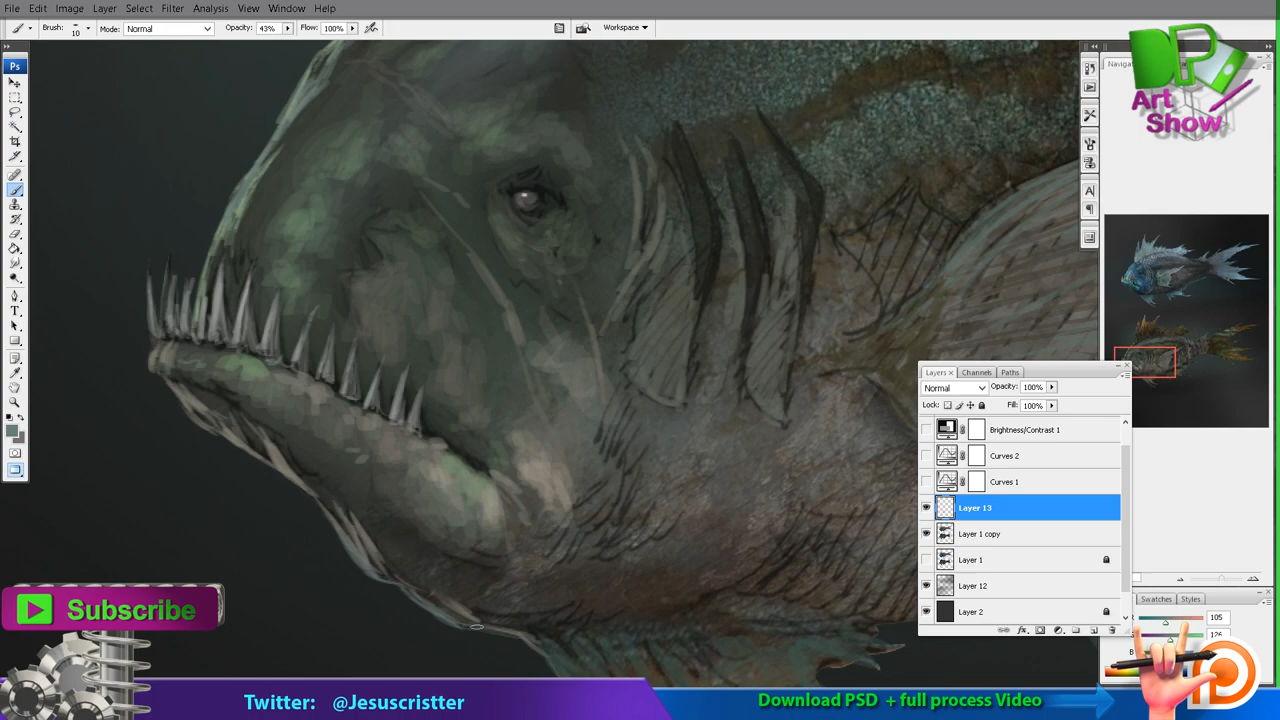 File Edit Image Layer Select Filter Analysis View Window Help
Brush: 10 Mode: Normal Opacity: 43% Flow: 100% Workspace
Ps
DP
Art
Show
Layers × Channels Paths
Normal Opacity: 100%
Lock: Fill: 100%
Brightness/Contrast 1
Curves 2
Curves 1
Layer 13
Layer 1 copy
Layer 1
Layer 12
Layer 2
Swatches Styles
105
126
Subscribe
Twitter: @Jesuscristter
Download PSD + full process Video